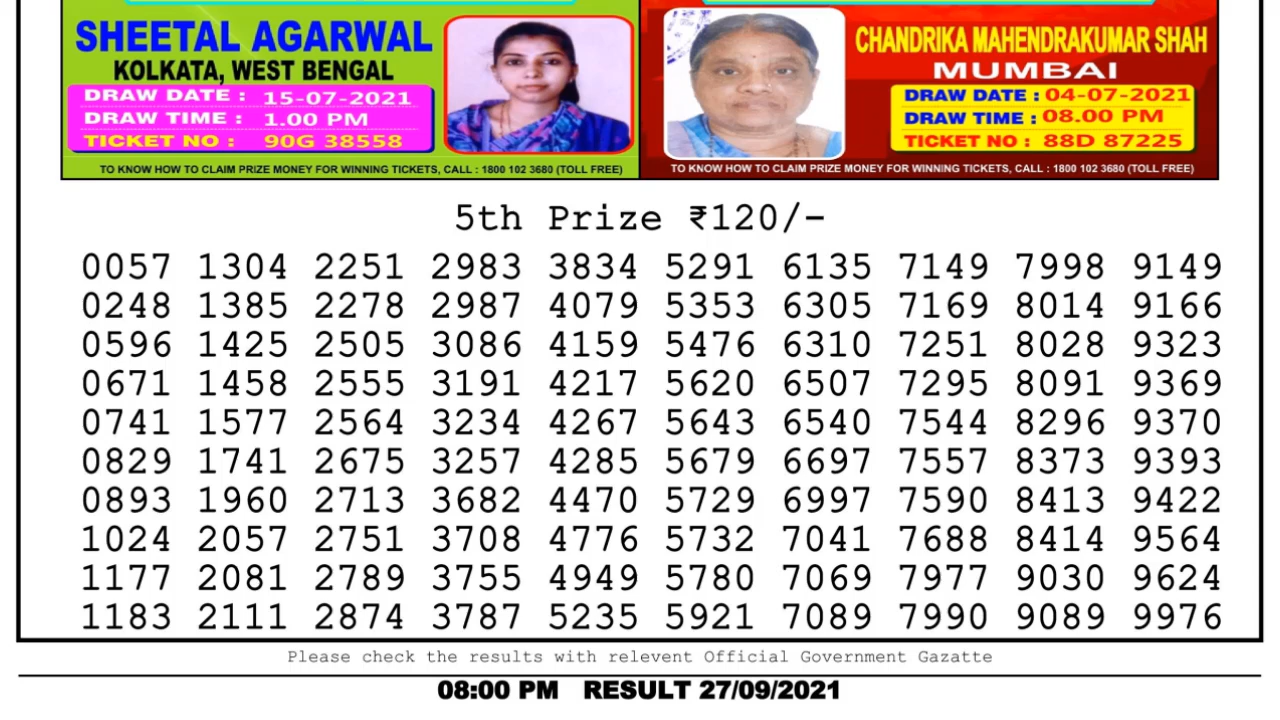 SHEETAL AGARWAL
KOLKATA, WEST BENGAL
DRAW DATE : 15-07-2021
DRAW TIME : 1.00 PM
TICKET NO : 90G 38558
TO KNOW HOW TO CLAIM PRIZE MONEY FOR WINNING TICKETS, CALL : 1800 102 3680 (TOLL FREE)
CHANDRIKA MAHENDRAKUMAR SHAH
MUMBAI
DRAW DATE : 04-07-2021
DRAW TIME : 08.00 PM
TICKET NO : 88D 87225
TO KNOW HOW TO CLAIM PRIZE MONEY FOR WINNING TICKETS, CALL : 1800 102 3680 (TOLL FREE)
5th Prize ₹120/-
0057 1304 2251 2983 3834 5291 6135 7149 7998 9149
0248 1385 2278 2987 4079 5353 6305 7169 8014 9166
0596 1425 2505 3086 4159 5476 6310 7251 8028 9323
0671 1458 2555 3191 4217 5620 6507 7295 8091 9369
0741 1577 2564 3234 4267 5643 6540 7544 8296 9370
0829 1741 2675 3257 4285 5679 6697 7557 8373 9393
0893 1960 2713 3682 4470 5729 6997 7590 8413 9422
1024 2057 2751 3708 4776 5732 7041 7688 8414 9564
1177 2081 2789 3755 4949 5780 7069 7977 9030 9624
1183 2111 2874 3787 5235 5921 7089 7990 9089 9976
Please check the results with relevent Official Government Gazatte
08:00 PM RESULT 27/09/2021